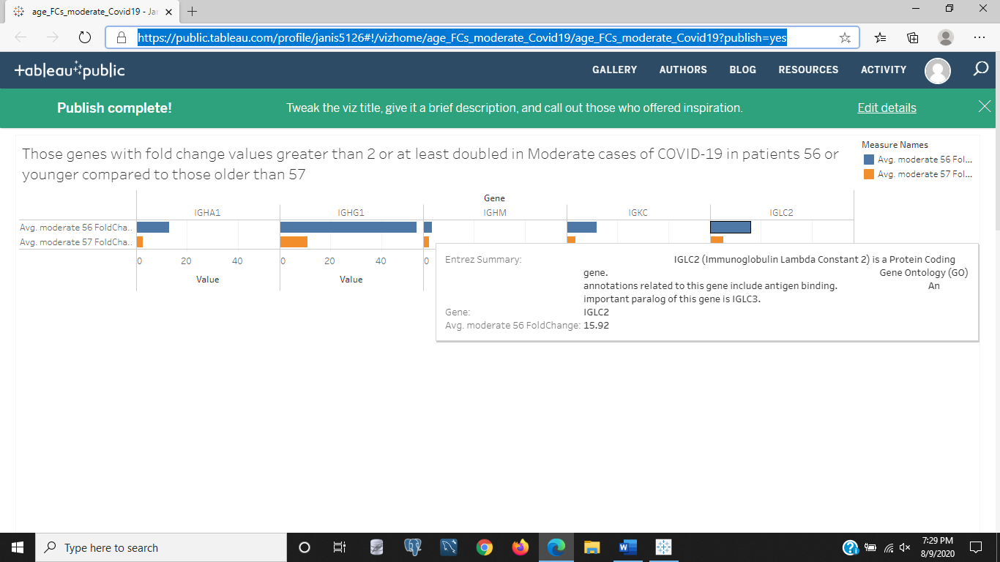 age_FCs_moderate_Covid19 - Jan
https://public.tableau.com/profile/janis5126#!/vizhome/age_FCs_moderate_Covid19/age_FCs_moderate_Covid19?publish=yes
+ableau public
GALLERY AUTHORS BLOG RESOURCES ACTIVITY
Publish complete! Tweak the viz title, give it a brief description, and call out those who offered inspiration. Edit details
Those genes with fold change values greater than 2 or at least doubled in Moderate cases of COVID-19 in patients 56 or
younger compared to those older than 57
Measure Names
Avg. moderate 56 Fol...
Avg. moderate 57 Fol...
Gene
IGHA1 IGHG1 IGHM IGKC IGLC2
Avg. moderate 56 FoldCha..
Avg. moderate 57 FoldCha..
0 20 40 0 20 40 0
Value Value
Entrez Summary: IGLC2 (Immunoglobulin Lambda Constant 2) is a Protein Coding
gene. Gene Ontology (GO)
annotations related to this gene include antigen binding. An
important paralog of this gene is IGLC3.
Gene: IGLC2
Avg. moderate 56 FoldChange: 15.92
Type here to search
7:29 PM
8/9/2020